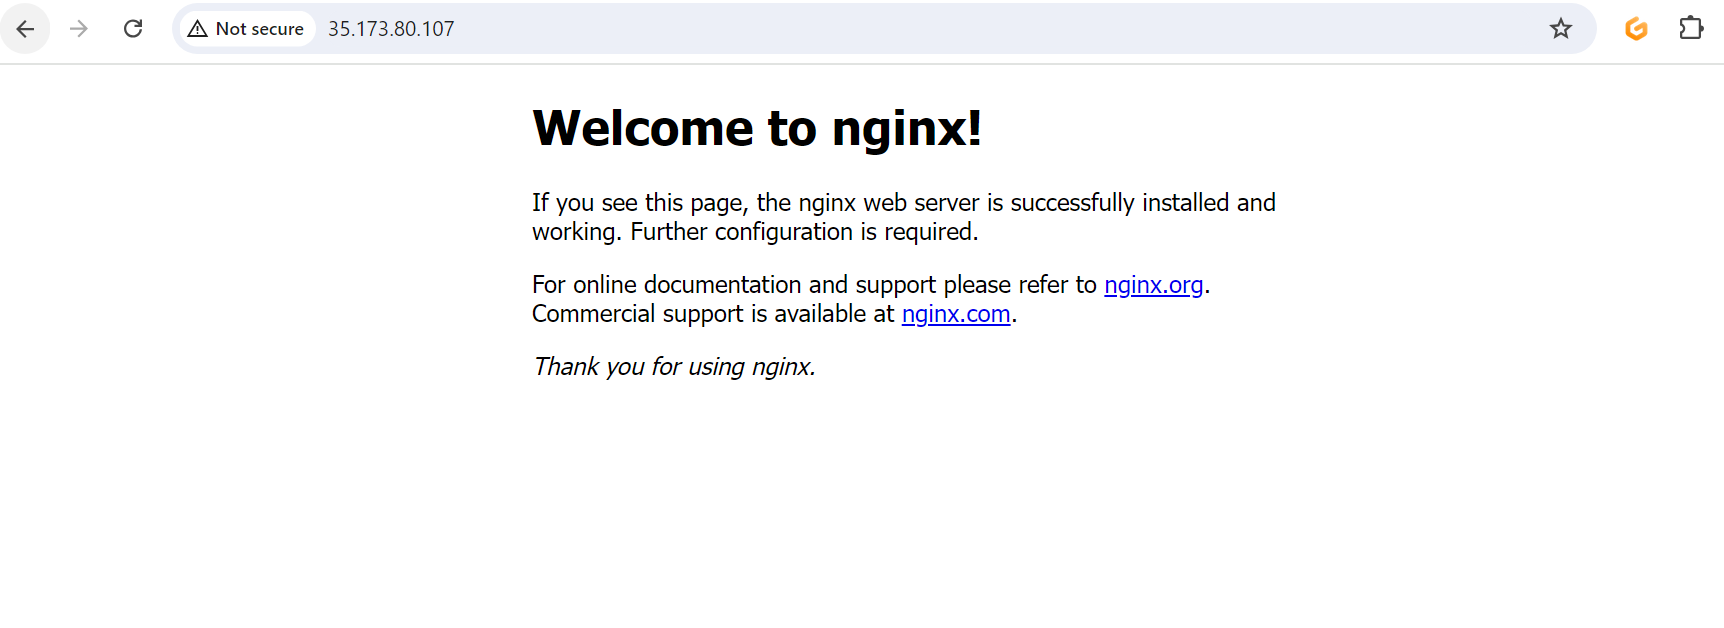 Not secure 35.173.80.107
Welcome to nginx!
If you see this page, the nginx web server is successfully installed and
working. Further configuration is required.
For online documentation and support please refer to nginx.org.
Commercial support is available at nginx.com.
Thank you for using nginx.